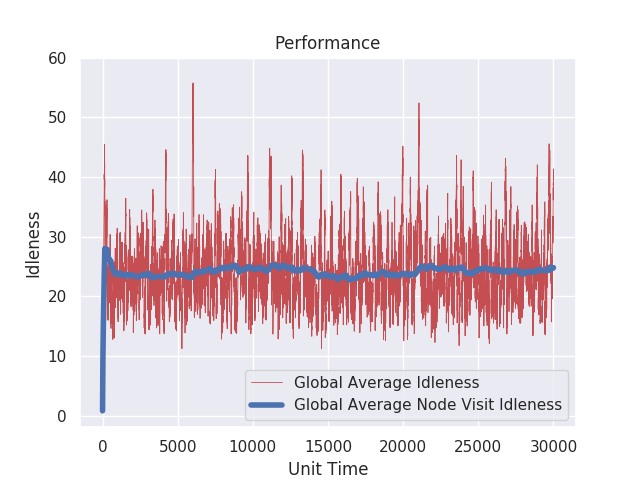 Performance
60
50
40
30
20
10
0
Idleness
Global Average Idleness
Global Average Node Visit Idleness
0 5000 10000 15000 20000 25000 30000
Unit Time